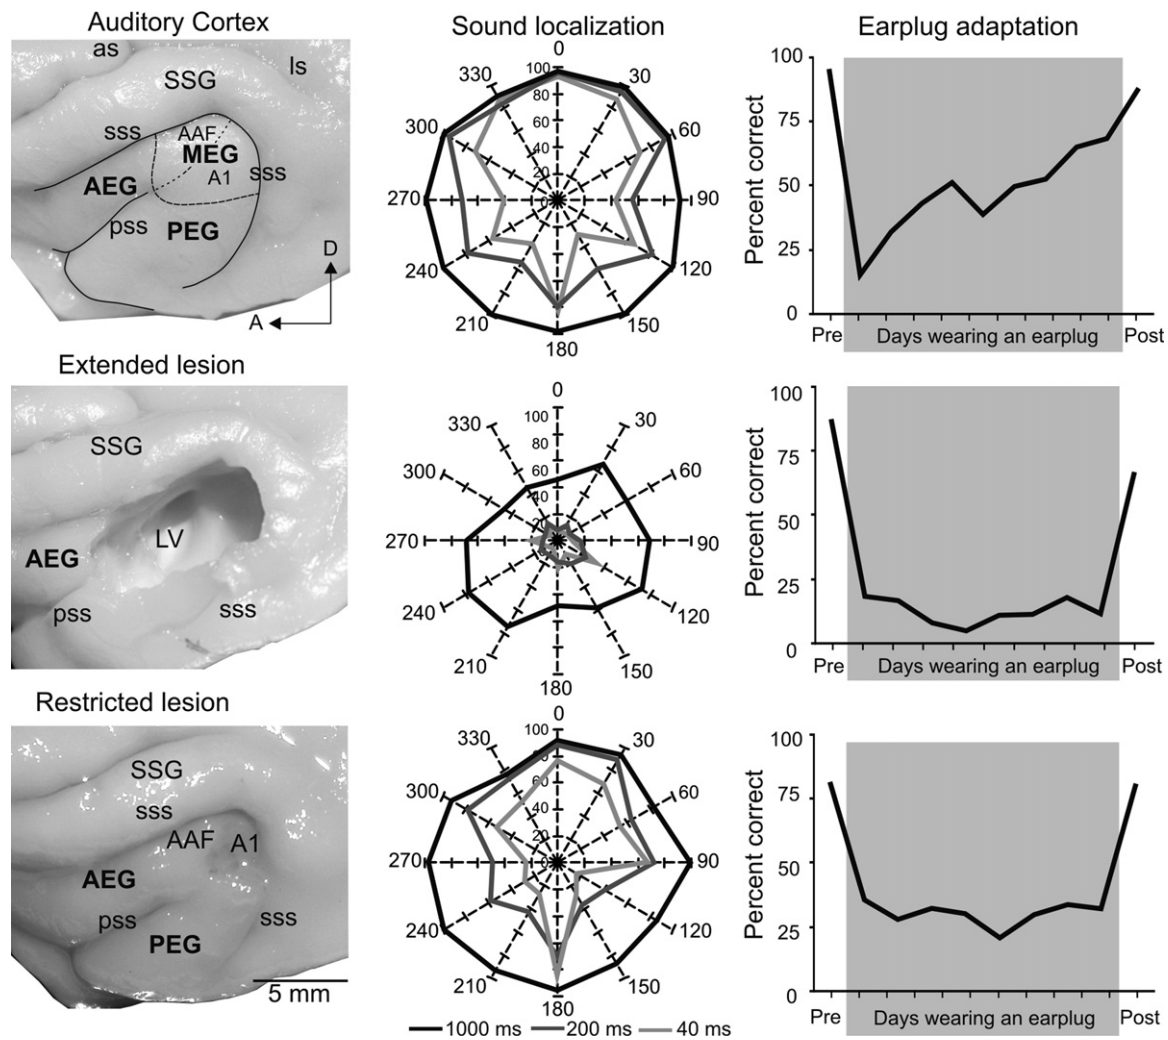 Auditory Cortex
Sound localization
Earplug adaptation
as
ls
SSG
sss
AAF
MEG
sss
A1
AEG
pss
PEG
D
A
0
30
60
90
120
150
180
210
240
270
300
330
100
80
60
40
20
0
Percent correct
100
75
50
25
0
Pre
Days wearing an earplug
Post
Extended lesion
SSG
LV
AEG
pss
sss
0
30
60
90
120
150
180
210
240
270
300
330
100
80
60
40
20
0
Percent correct
100
75
50
25
0
Pre
Days wearing an earplug
Post
Restricted lesion
SSG
sss
AAF
A1
AEG
pss
sss
PEG
5 mm
0
30
60
90
120
150
180
210
240
270
300
330
100
80
60
40
20
0
1000 ms
200 ms
40 ms
Percent correct
100
75
50
25
0
Pre
Days wearing an earplug
Post